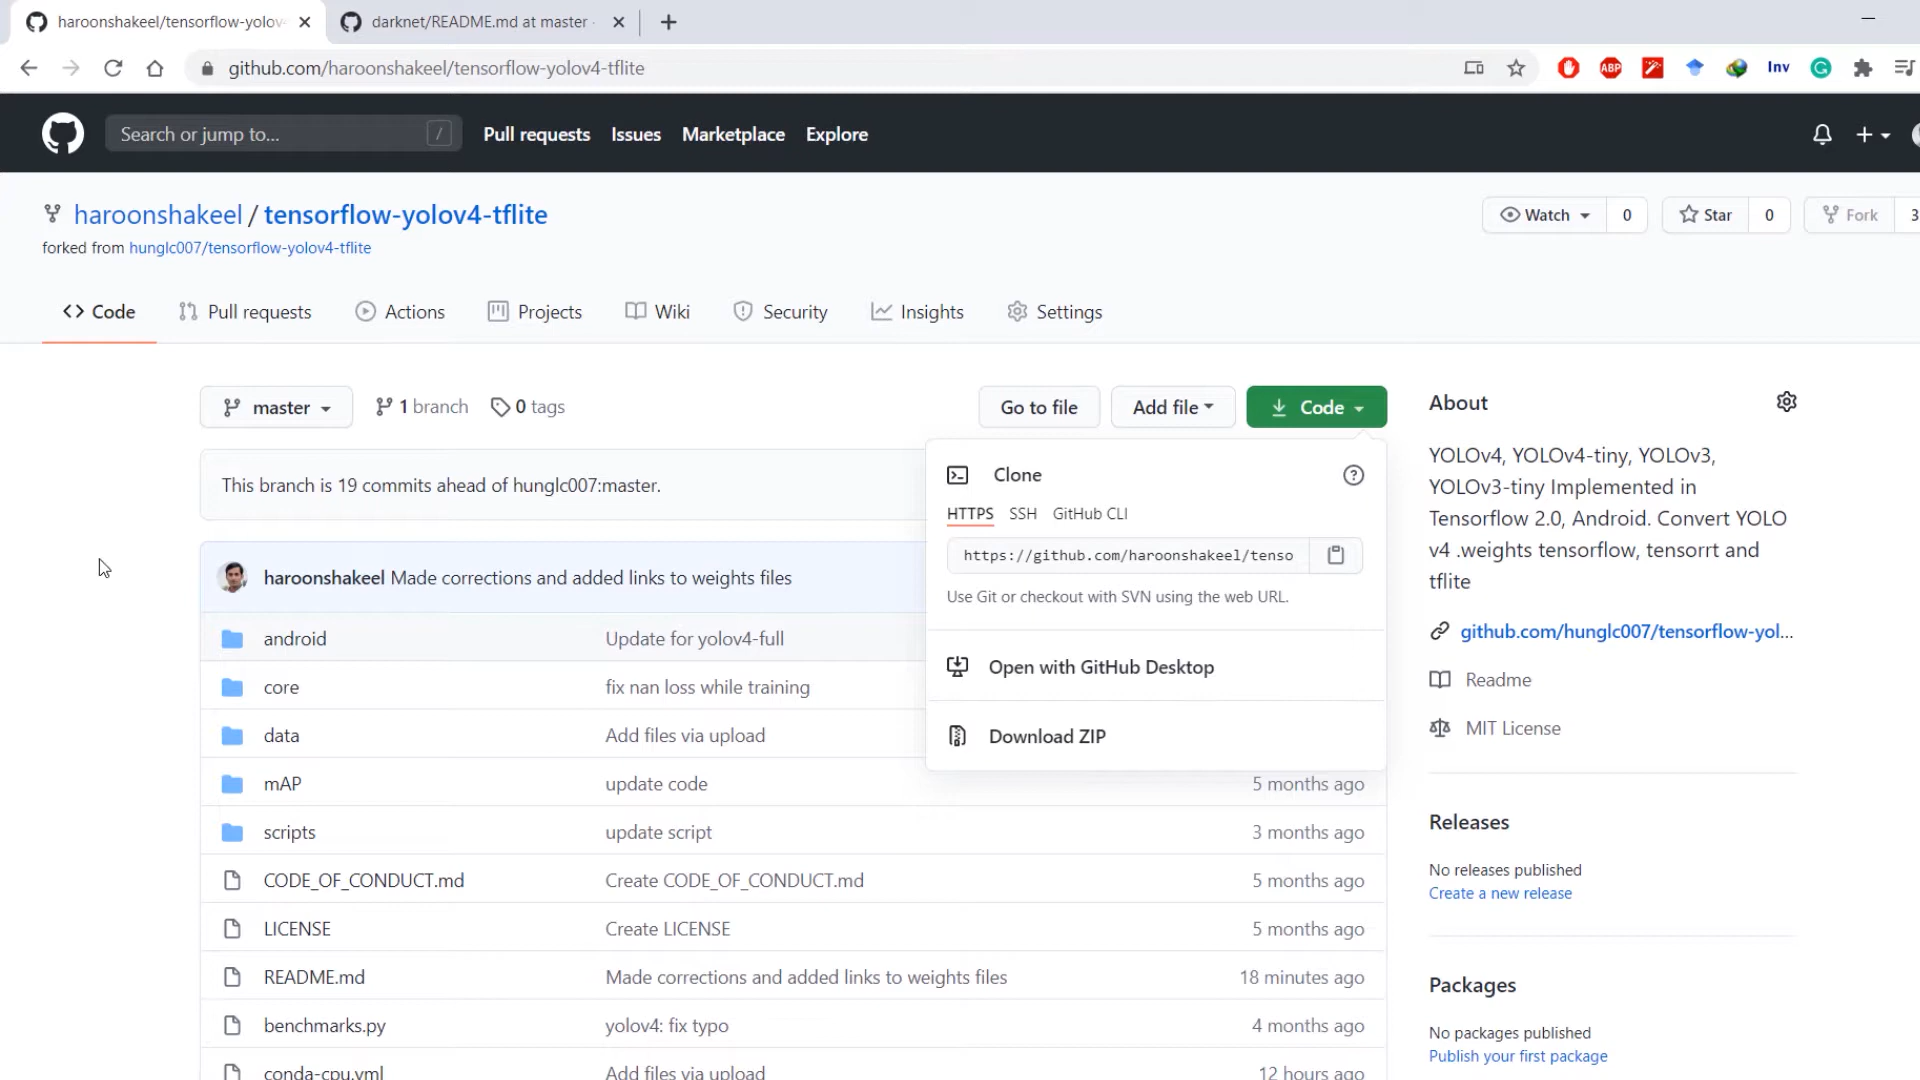 haroonshakeel/tensorflow-yolov
darknet/README.md at master
github.com/haroonshakeel/tensorflow-yolov4-tflite
ABP
Inv
Search or jump to...
/
Pull requests
Issues
Marketplace
Explore
haroonshakeel / tensorflow-yolov4-tflite
forked from hunglc007/tensorflow-yolov4-tflite
Watch 0
Star 0
Fork 3
Code
Pull requests
Actions
Projects
Wiki
Security
Insights
Settings
master
1 branch
0 tags
Go to file
Add file
Code
This branch is 19 commits ahead of hunglc007:master.
Clone
HTTPS SSH GitHub CLI
https://github.com/haroonshakeel/tenso
Use Git or checkout with SVN using the web URL.
Open with GitHub Desktop
Download ZIP
haroonshakeel Made corrections and added links to weights files
android Update for yolov4-full
core fix nan loss while training
data Add files via upload
mAP update code 5 months ago
scripts update script 3 months ago
CODE_OF_CONDUCT.md Create CODE_OF_CONDUCT.md 5 months ago
LICENSE Create LICENSE 5 months ago
README.md Made corrections and added links to weights files 18 minutes ago
benchmarks.py yolov4: fix typo 4 months ago
conda-cpu.yml Add files via upload 12 hours ago
About
YOLOv4, YOLOv4-tiny, YOLOv3,
YOLOv3-tiny Implemented in
Tensorflow 2.0, Android. Convert YOLO
v4 .weights tensorflow, tensorrt and
tflite
github.com/hunglc007/tensorflow-yol...
Readme
MIT License
Releases
No releases published
Create a new release
Packages
No packages published
Publish your first package